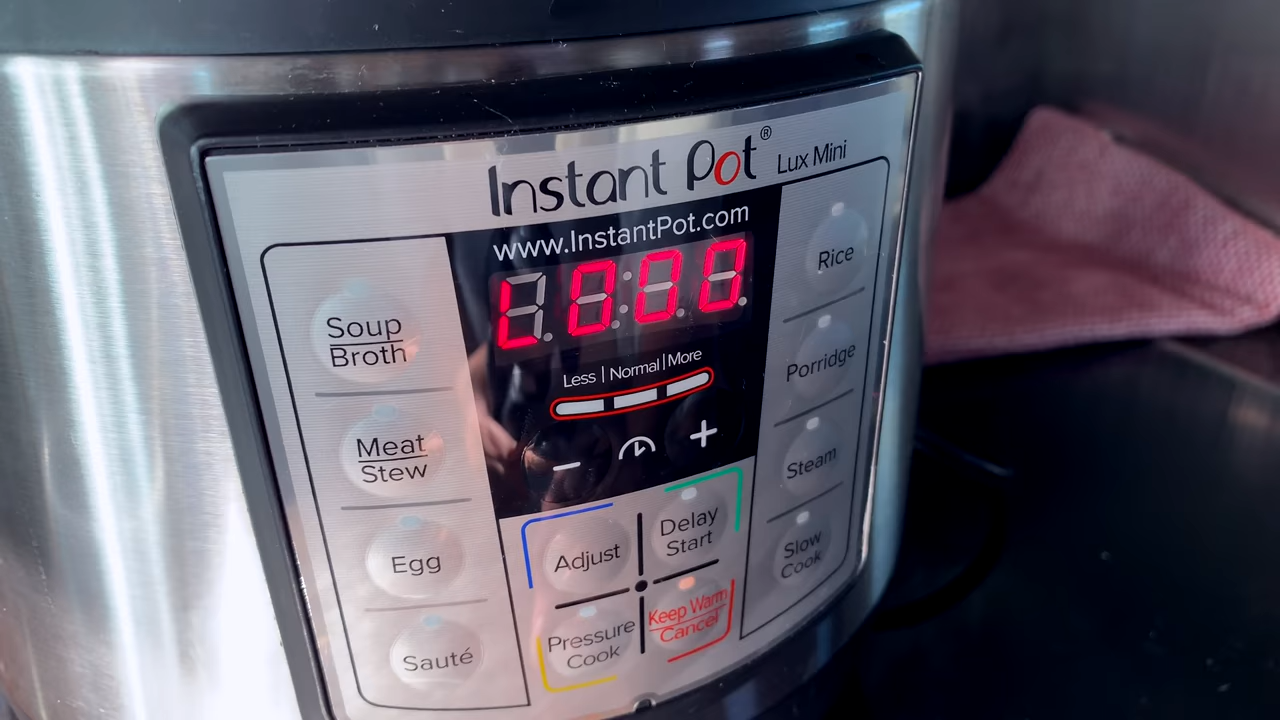 Instant Pot® Lux Mini
www.InstantPot.com
L0:00
Less | Normal | More
− +
Soup
Broth
Meat
Stew
Egg
Sauté
Adjust
Delay
Start
Pressure
Cook
Keep Warm
Cancel
Rice
Porridge
Steam
Slow
Cook